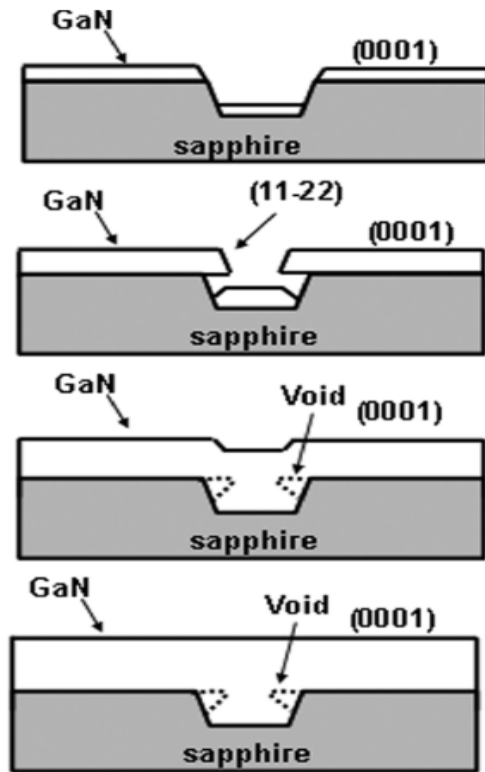 GaN
(0001)
sapphire
(11-22)
GaN
(0001)
sapphire
GaN
Void
(0001)
sapphire
GaN
Void
(0001)
sapphire